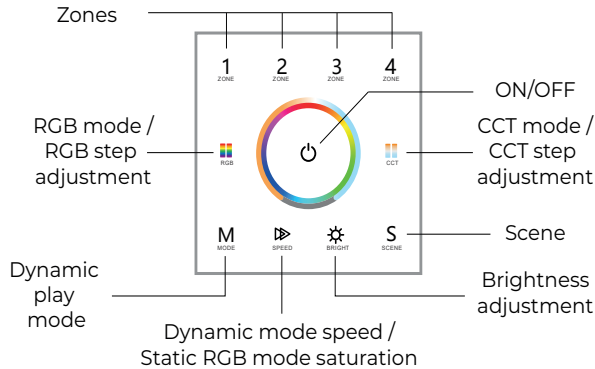 Zones
1 2 3 4
ZONE ZONE ZONE ZONE
ON/OFF
RGB mode /
RGB step
adjustment
RGB
CCT
CCT mode /
CCT step
adjustment
M S
MODE SPEED BRIGHT SCENE
Scene
Dynamic
play
mode
Brightness
adjustment
Dynamic mode speed /
Static RGB mode saturation